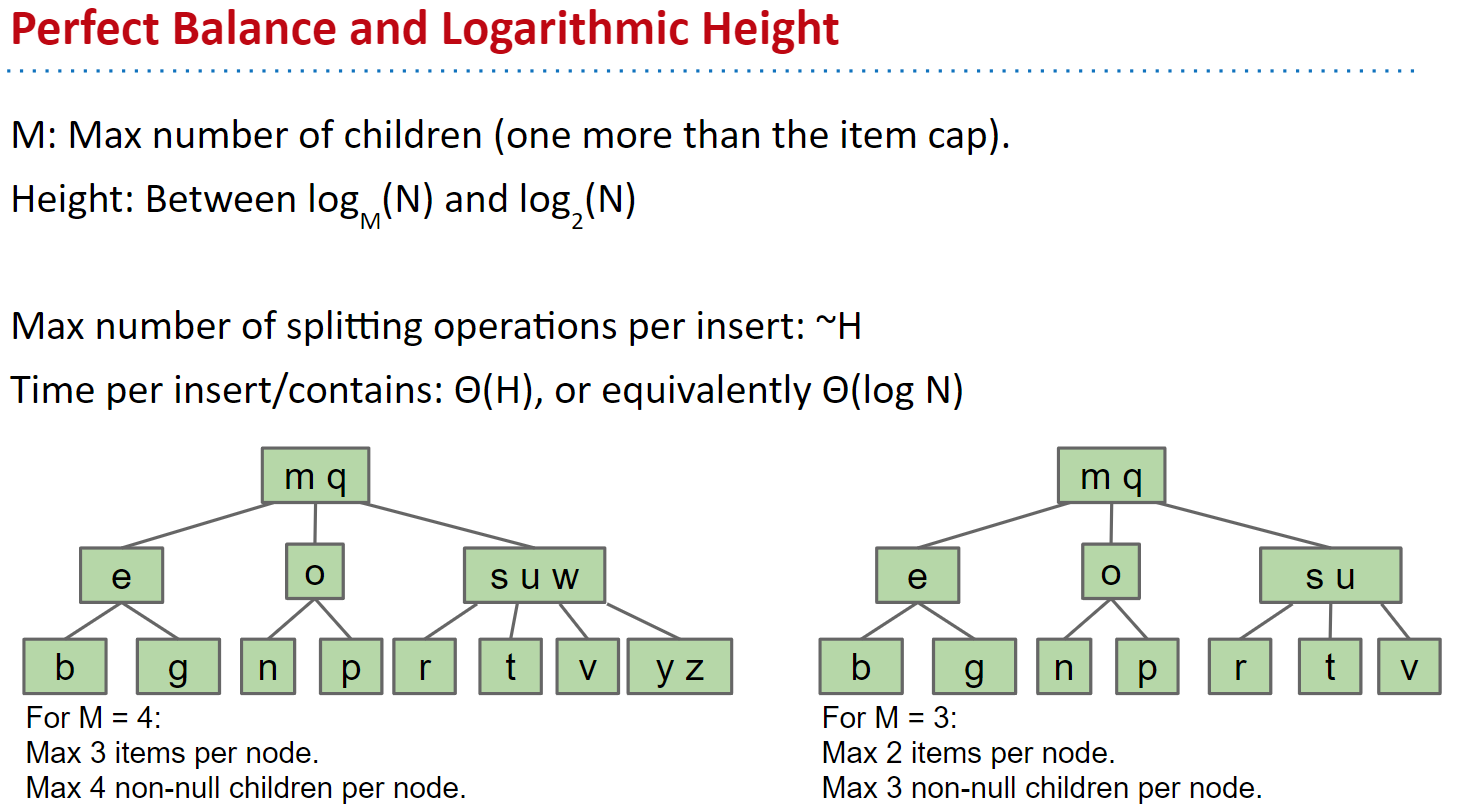 Perfect Balance and Logarithmic Height
M: Max number of children (one more than the item cap).
Height: Between log_M(N) and log_2(N)
Max number of splitting operations per insert: ~H
Time per insert/contains: Θ(H), or equivalently Θ(log N)
m q
e
o
s u w
b
g
n
p
r
t
v
y z
For M = 4:
Max 3 items per node.
Max 4 non-null children per node.
m q
e
o
s u
b
g
n
p
r
t
v
For M = 3:
Max 2 items per node.
Max 3 non-null children per node.